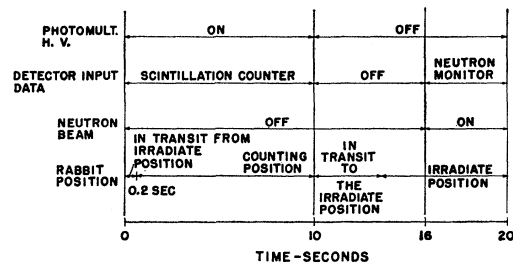 PHOTOMULT.
H. V.
ON
OFF
DETECTOR INPUT
DATA
SCINTILLATION COUNTER
OFF
NEUTRON
MONITOR
NEUTRON
BEAM
OFF
ON
RABBIT
POSITION
IN TRANSIT FROM
IRRADIATE
POSITION
0.2 SEC
COUNTING
POSITION
IN
TRANSIT
TO
THE
IRRADIATE
POSITION
IRRADIATE
POSITION
0
10
16
20
TIME-SECONDS